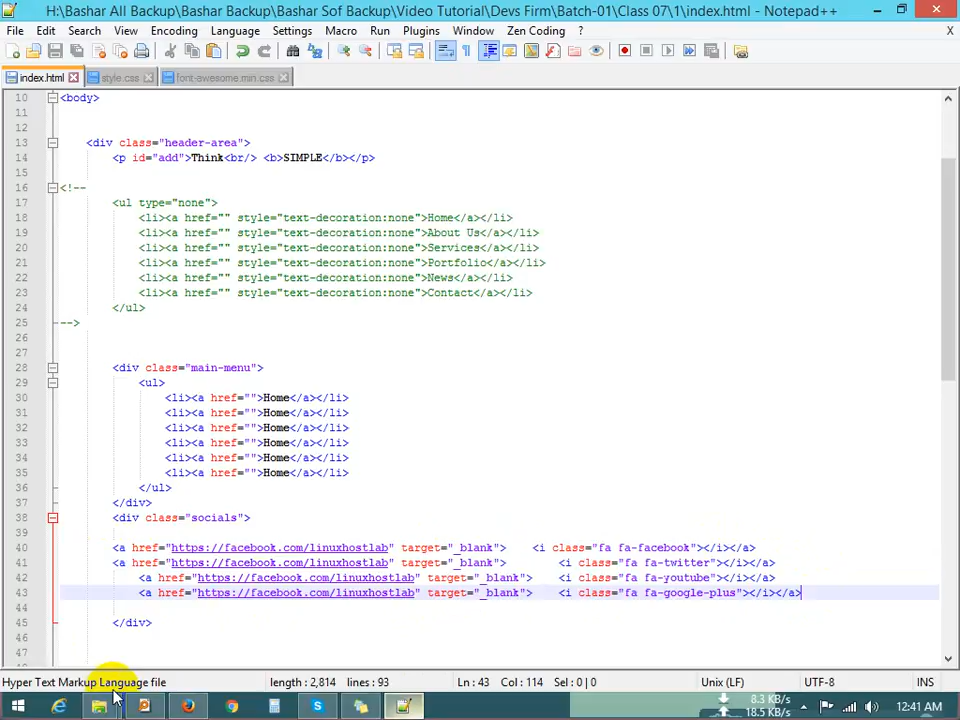 H:\Bashar All Backup\Bashar Backup\Bashar Sof Backup\Video Tutorial\Devs Firm\Batch-01\Class 07\1\index.html - Notepad++
File Edit Search View Encoding Language Settings Macro Run Plugins Window Zen Coding ? X
index.html style.css font-awesome.min.css
10 <body>
11
12
13 <div class="header-area">
14 <p id="add">Think<br/> <b>SIMPLE</b></p>
15
16 <!--
17 <ul type="none">
18 <li><a href="" style="text-decoration:none">Home</a></li>
19 <li><a href="" style="text-decoration:none">About Us</a></li>
20 <li><a href="" style="text-decoration:none">Services</a></li>
21 <li><a href="" style="text-decoration:none">Portfolio</a></li>
22 <li><a href="" style="text-decoration:none">News</a></li>
23 <li><a href="" style="text-decoration:none">Contact</a></li>
24 </ul>
25 -->
26
27
28 <div class="main-menu">
29 <ul>
30 <li><a href="">Home</a></li>
31 <li><a href="">Home</a></li>
32 <li><a href="">Home</a></li>
33 <li><a href="">Home</a></li>
34 <li><a href="">Home</a></li>
35 <li><a href="">Home</a></li>
36 </ul>
37 </div>
38 <div class="socials">
39
40 <a href="https://facebook.com/linuxhostlab" target="_blank"> <i class="fa fa-facebook"></i></a>
41 <a href="https://facebook.com/linuxhostlab" target="_blank"> <i class="fa fa-twitter"></i></a>
42 <a href="https://facebook.com/linuxhostlab" target="_blank"> <i class="fa fa-youtube"></i></a>
43 <a href="https://facebook.com/linuxhostlab" target="_blank"> <i class="fa fa-google-plus"></i></a>
44
45 </div>
46
Hyper Text Markup Language file length : 2,814 lines : 93 Ln : 43 Col : 114 Sel : 0 | 0 Unix (LF) UTF-8 INS
8.3 KB/s
18.5 KB/s
12:41 AM